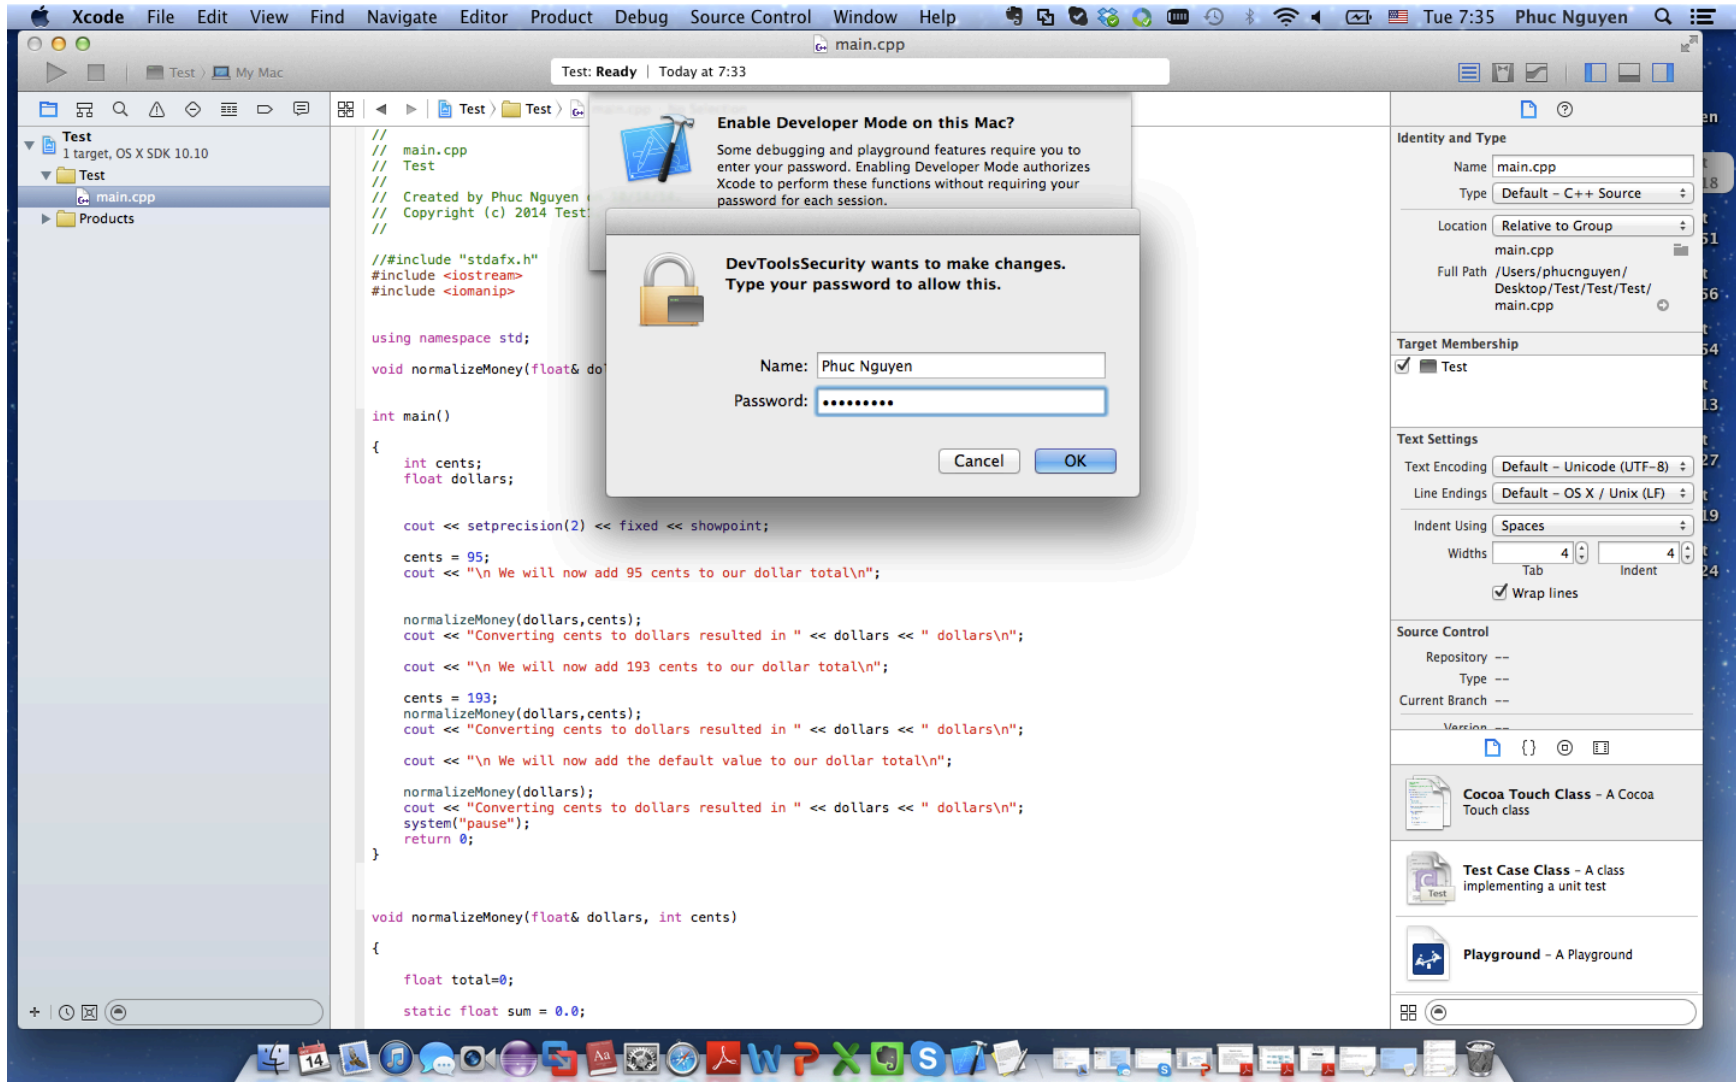 Xcode File Edit View Find Navigate Editor Product Debug Source Control Window Help Tue 7:35 Phuc Nguyen
main.cpp
Test My Mac
Test: Ready | Today at 7:33
Test
1 target, OS X SDK 10.10
Test
main.cpp
Products
Test Test
//
// main.cpp
// Test
//
// Created by Phuc Nguyen
// Copyright (c) 2014 Test
//
//#include "stdafx.h"
#include <iostream>
#include <iomanip>
using namespace std;
void normalizeMoney(float& do
int main()
{
int cents;
float dollars;
cout << setprecision(2) << fixed << showpoint;
cents = 95;
cout << "\n We will now add 95 cents to our dollar total\n";
normalizeMoney(dollars,cents);
cout << "Converting cents to dollars resulted in " << dollars << " dollars\n";
cout << "\n We will now add 193 cents to our dollar total\n";
cents = 193;
normalizeMoney(dollars,cents);
cout << "Converting cents to dollars resulted in " << dollars << " dollars\n";
cout << "\n We will now add the default value to our dollar total\n";
normalizeMoney(dollars);
cout << "Converting cents to dollars resulted in " << dollars << " dollars\n";
system("pause");
return 0;
}
void normalizeMoney(float& dollars, int cents)
{
float total=0;
static float sum = 0.0;
Enable Developer Mode on this Mac?
Some debugging and playground features require you to
enter your password. Enabling Developer Mode authorizes
Xcode to perform these functions without requiring your
password for each session.
DevToolsSecurity wants to make changes.
Type your password to allow this.
Name: Phuc Nguyen
Password: •••••••••
Cancel OK
Identity and Type
Name main.cpp
Type Default - C++ Source
Location Relative to Group
main.cpp
Full Path /Users/phucnguyen/
Desktop/Test/Test/Test/
main.cpp
Target Membership
Test
Text Settings
Text Encoding Default - Unicode (UTF-8)
Line Endings Default - OS X / Unix (LF)
Indent Using Spaces
Widths 4 4
Tab Indent
Wrap lines
Source Control
Repository --
Type --
Current Branch --
Version --
{}
Cocoa Touch Class - A Cocoa
Touch class
Test Case Class - A class
implementing a unit test
Test
Playground - A Playground
en
18
51
56
54
13
27
19
24
14
Aa